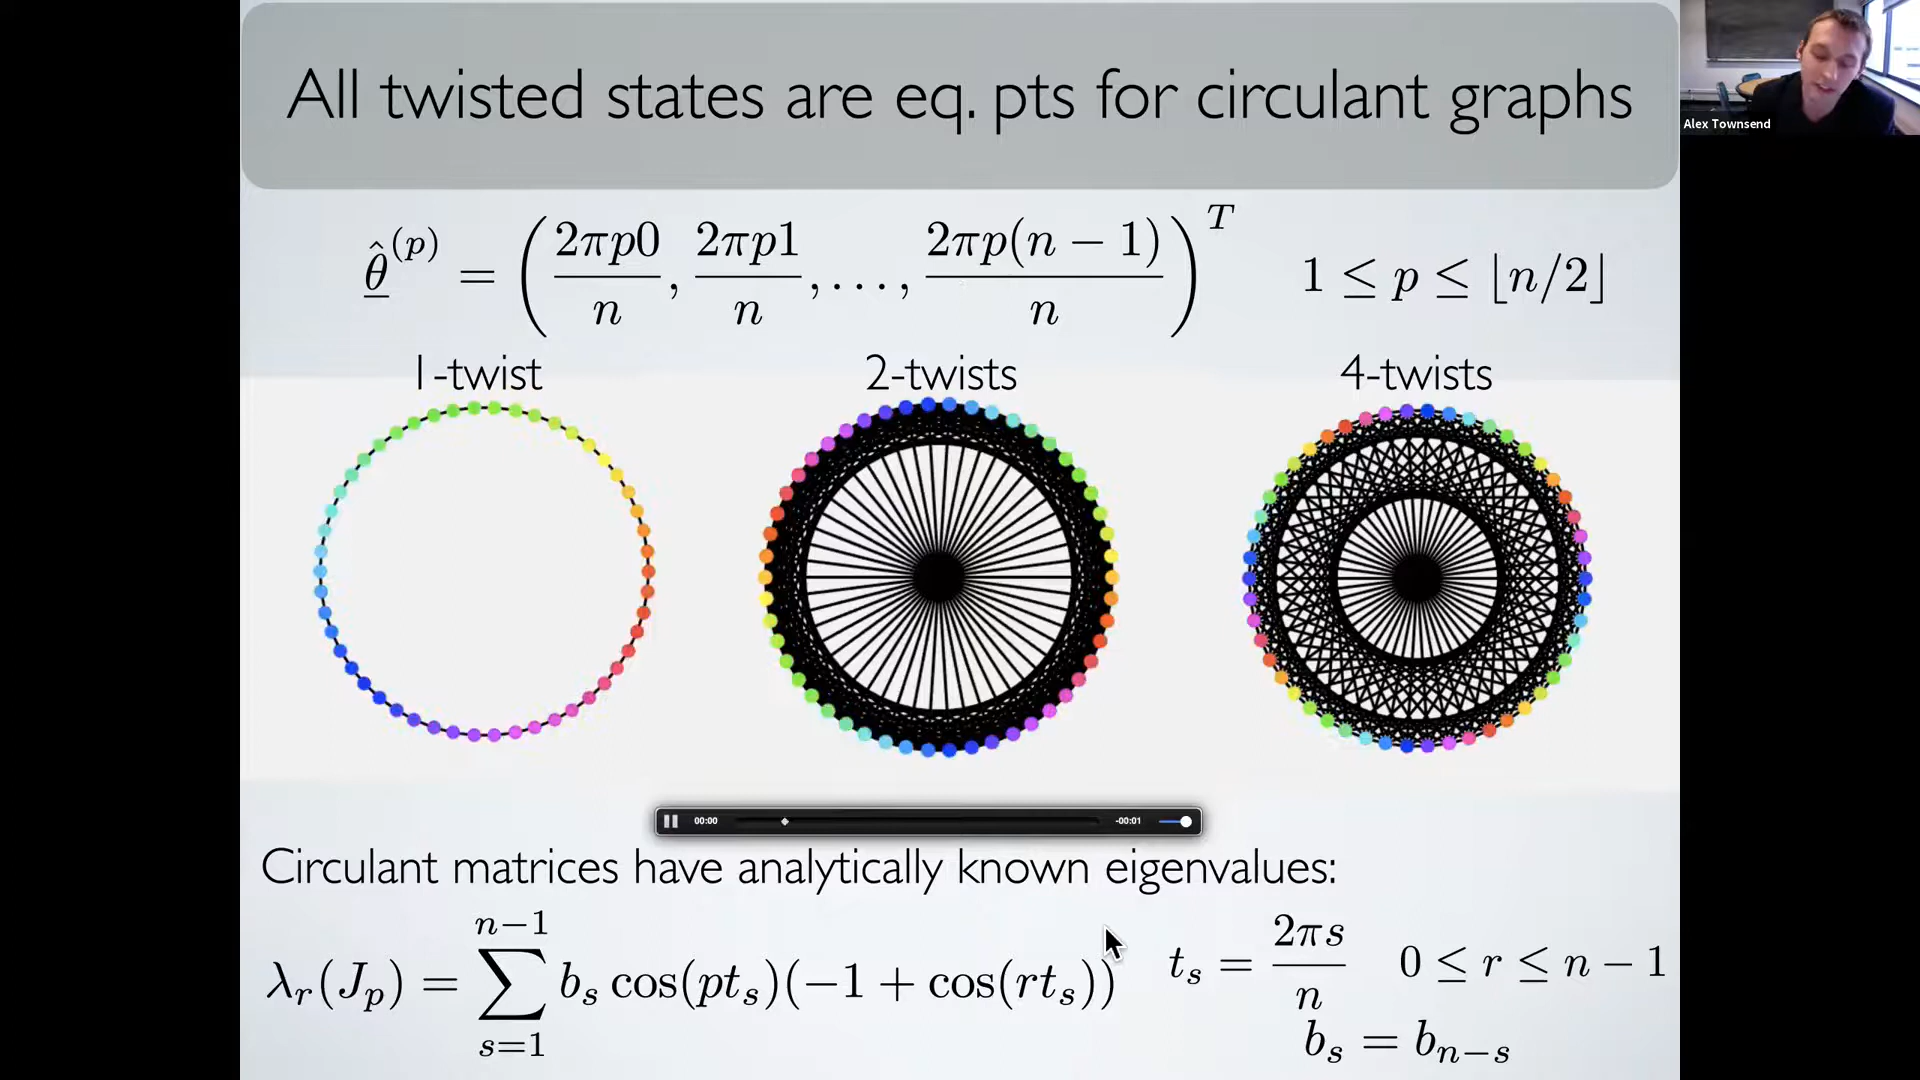 All twisted states are eq. pts for circulant graphs
Alex Townsend
\hat{\underline{θ}}^{(p)} = (2πp0/n, 2πp1/n, ..., 2πp(n − 1)/n)^T 1 ≤ p ≤ ⌊n/2⌋
1-twist 2-twists 4-twists
00:00 -00:01
Circulant matrices have analytically known eigenvalues:
λ_r(J_p) = ∑_{s=1}^{n−1} b_s cos(pt_s)(−1 + cos(rt_s)) t_s = 2πs/n 0 ≤ r ≤ n − 1
b_s = b_{n−s}